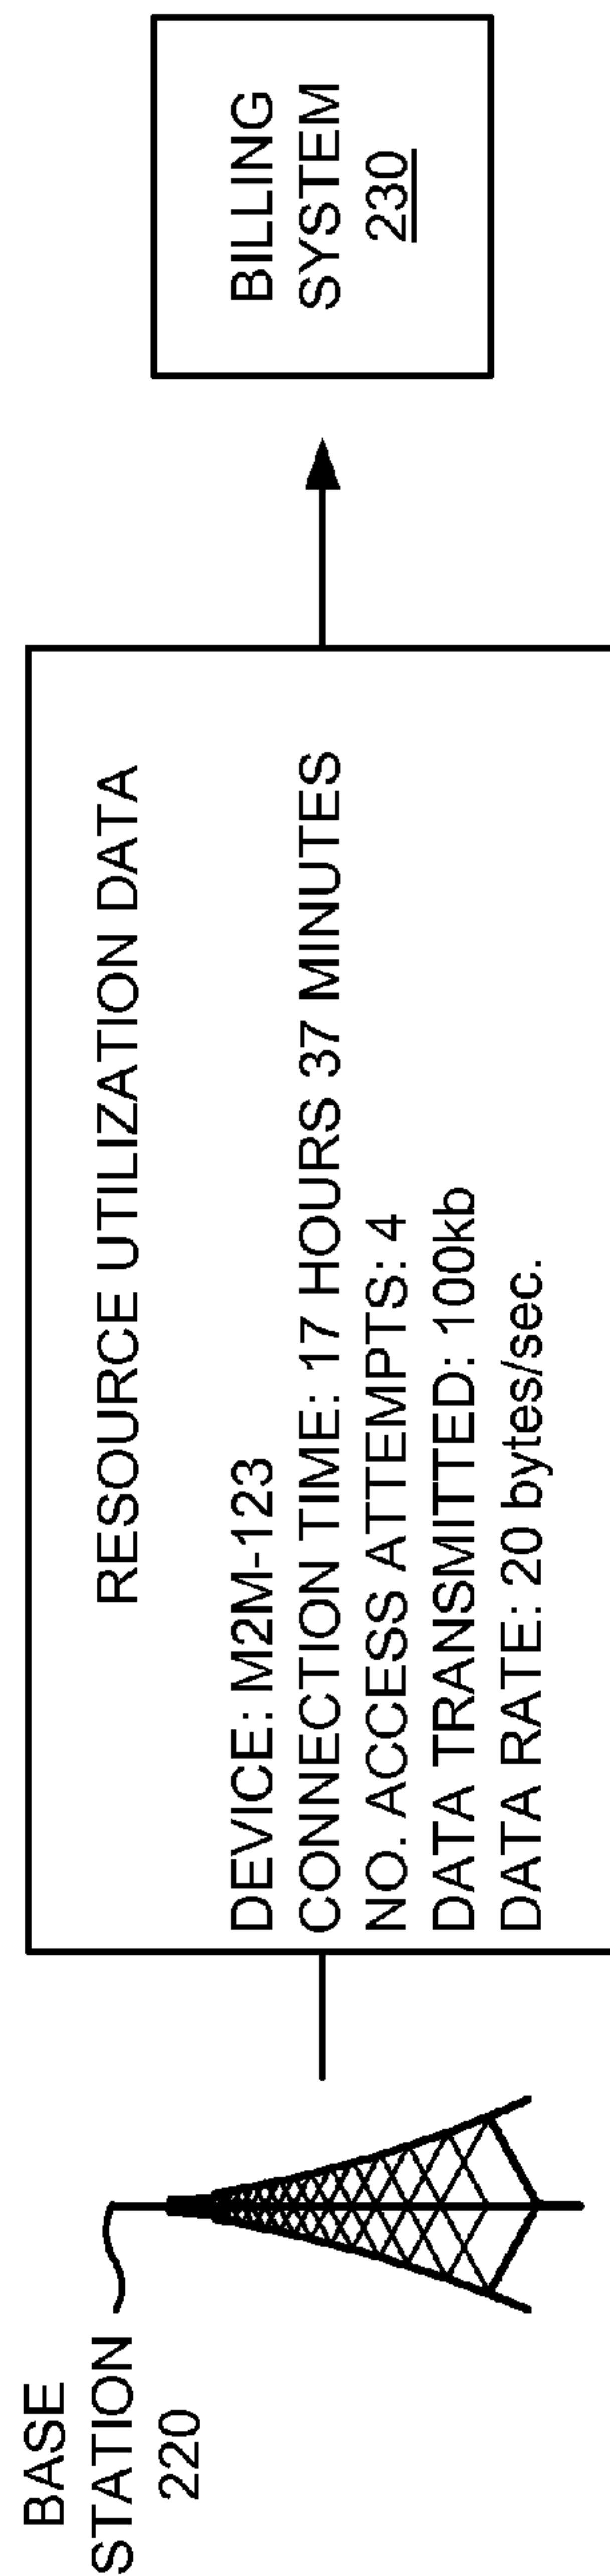 BASE
STATION
220
RESOURCE UTILIZATION DATA
DEVICE: M2M-123
CONNECTION TIME: 17 HOURS 37 MINUTES
NO. ACCESS ATTEMPTS: 4
DATA TRANSMITTED: 100kb
DATA RATE: 20 bytes/sec.
BILLING
SYSTEM
230